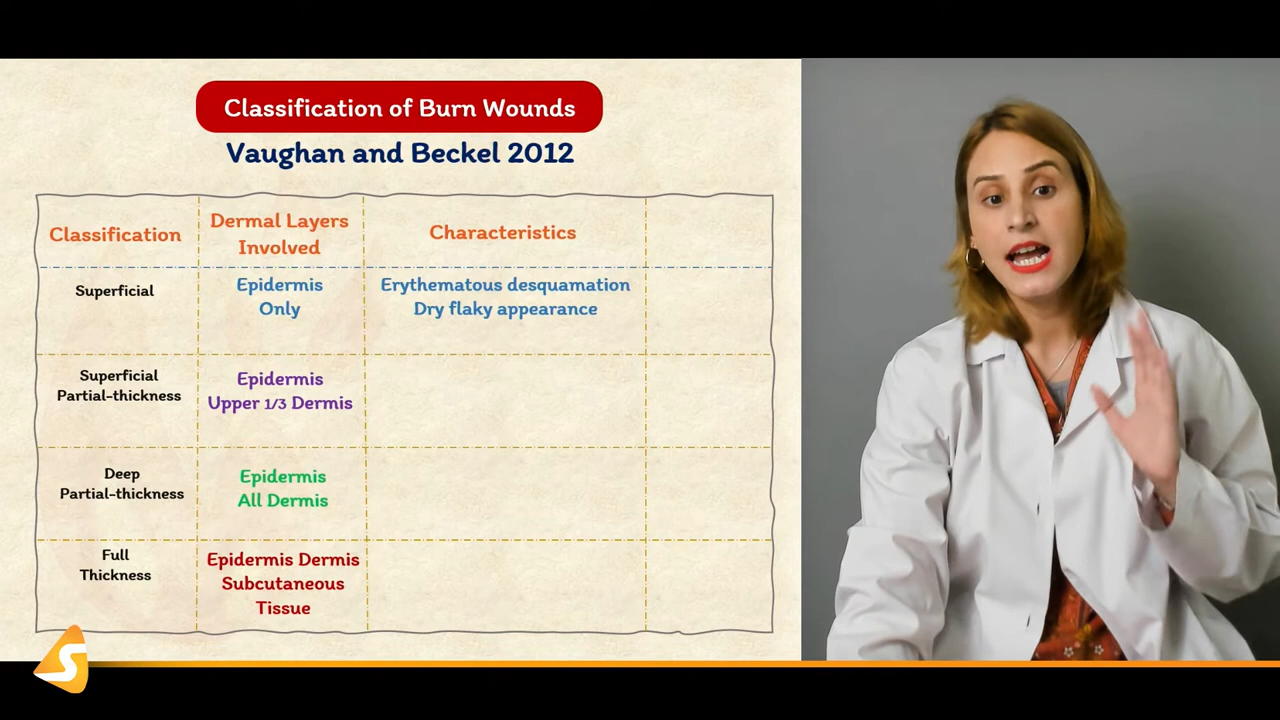 Classification of Burn Wounds
Vaughan and Beckel 2012
Classification
Dermal Layers
Involved
Characteristics
Superficial
Epidermis
Only
Erythematous desquamation
Dry flaky appearance
Superficial
Partial-thickness
Epidermis
Upper 1/3 Dermis
Deep
Partial-thickness
Epidermis
All Dermis
Full
Thickness
Epidermis Dermis
Subcutaneous
Tissue
S